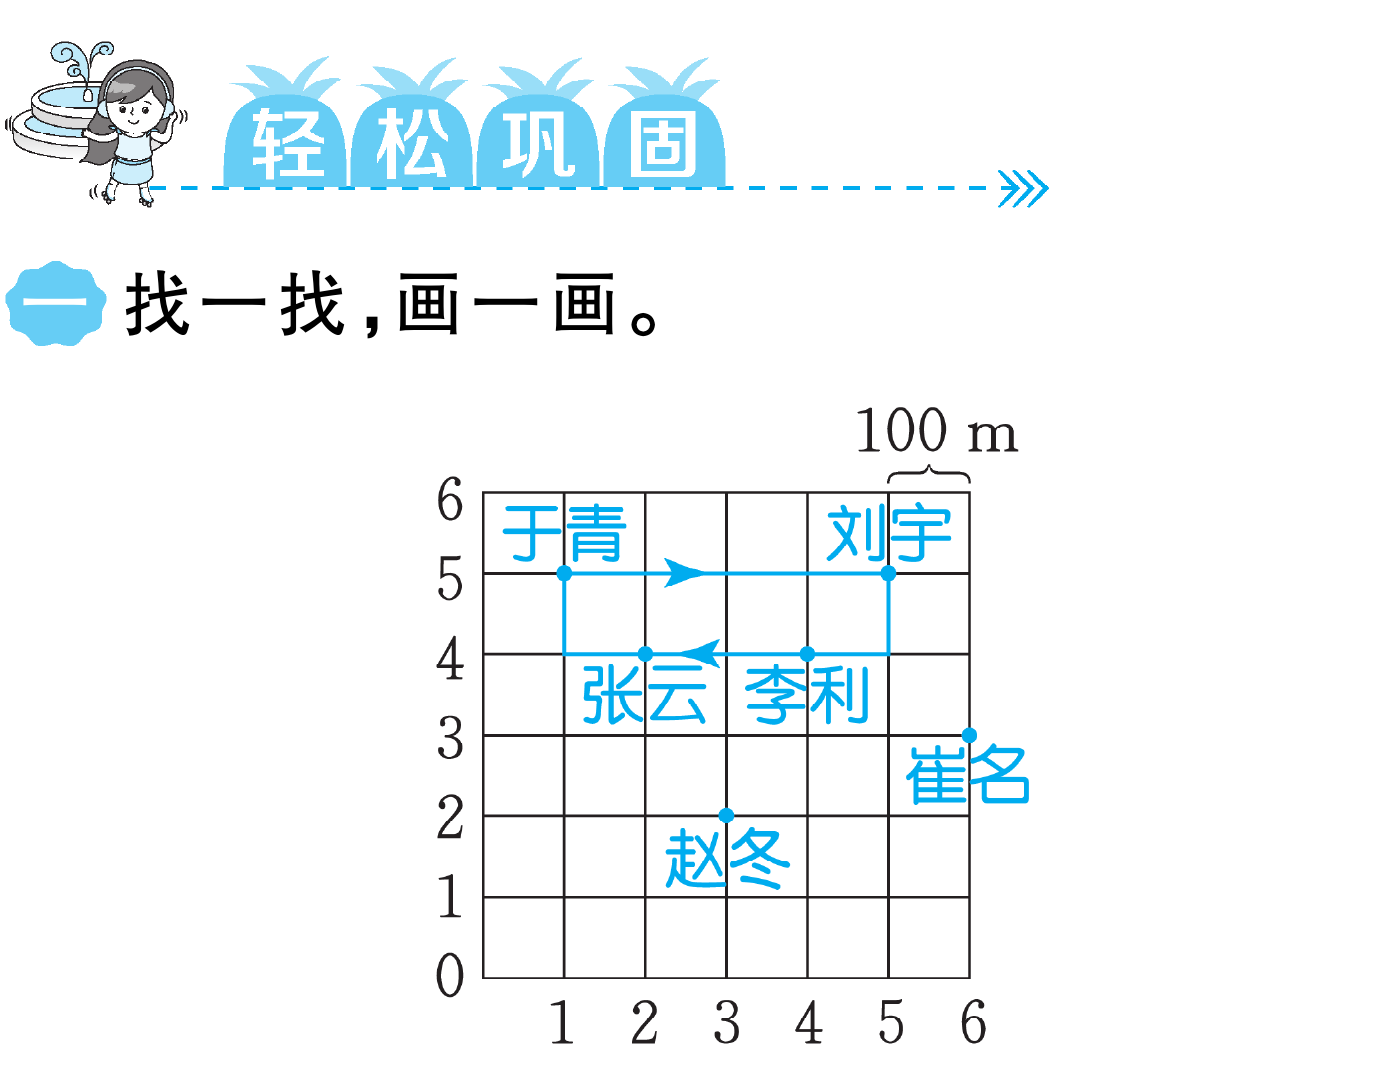 轻松巩固
一 找一找,画一画。
100 m
6
于青 刘宇
5
4
张云 李利
3
崔名
2
赵冬
1
0
1 2 3 4 5 6